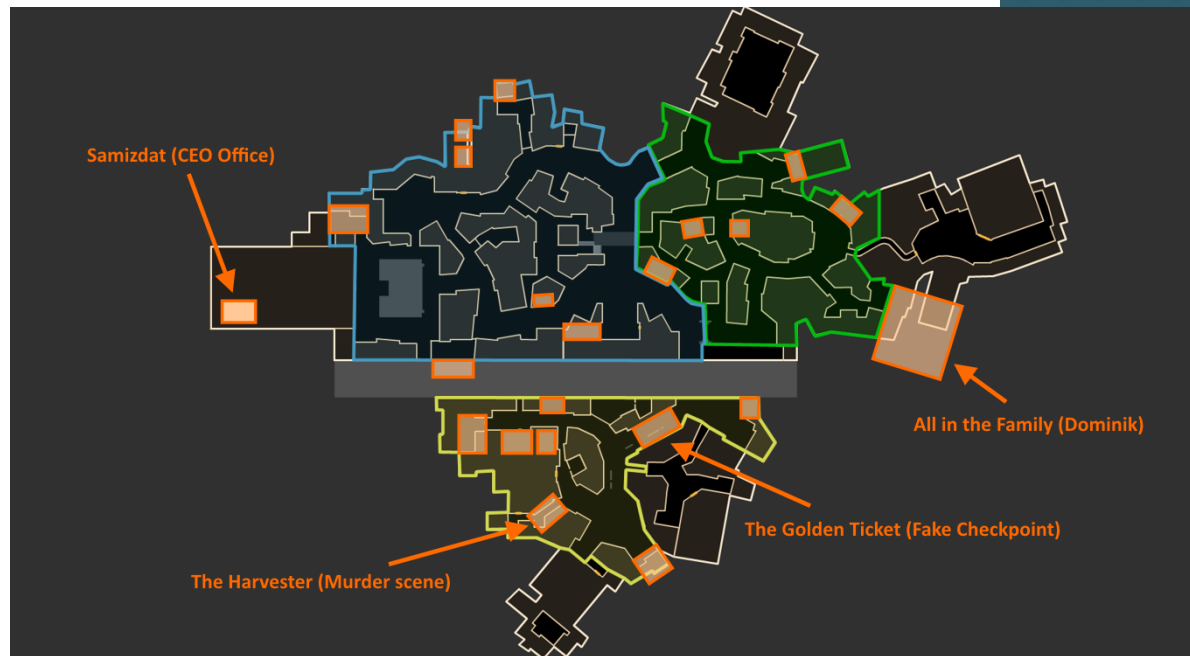 Samizdat (CEO Office)
All in the Family (Dominik)
The Golden Ticket (Fake Checkpoint)
The Harvester (Murder scene)